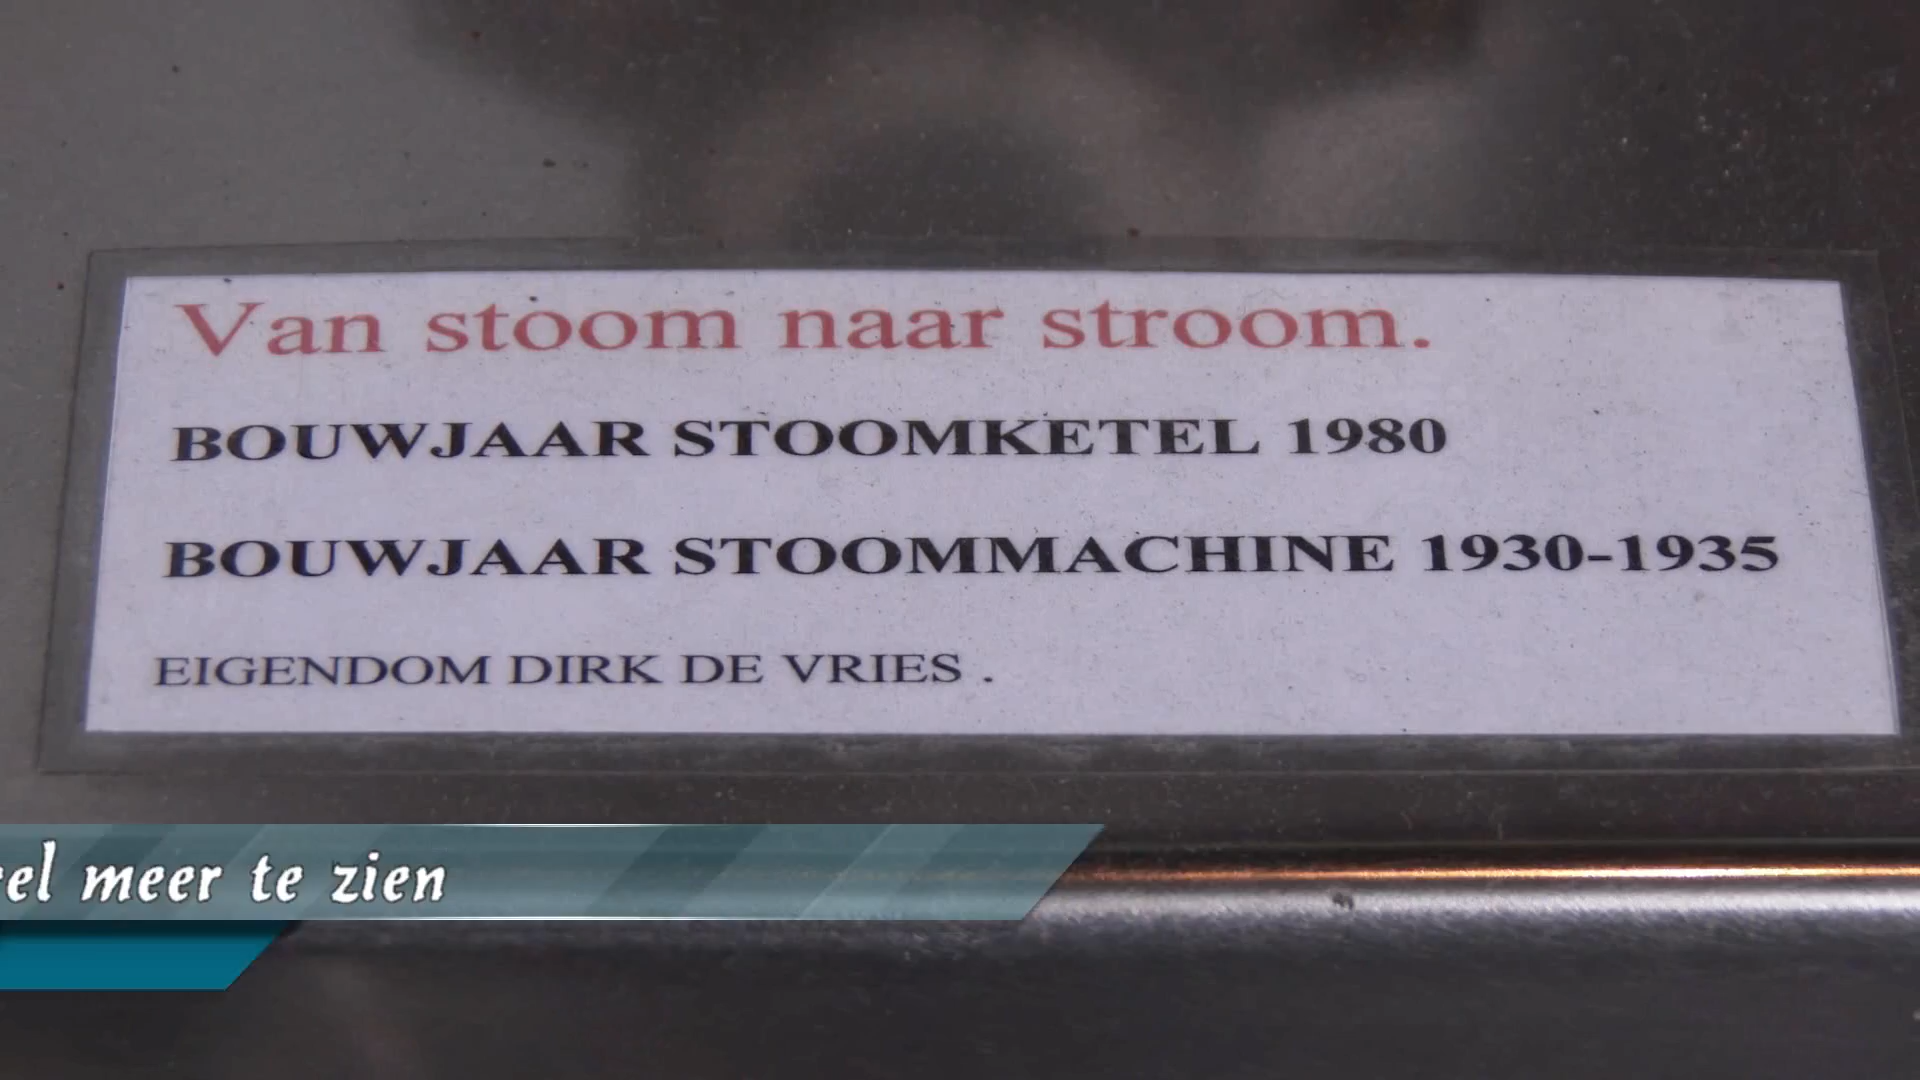 Van stoom naar stroom.
BOUWJAAR STOOMKETEL 1980
BOUWJAAR STOOMMACHINE 1930-1935
EIGENDOM DIRK DE VRIES .
meer te zien